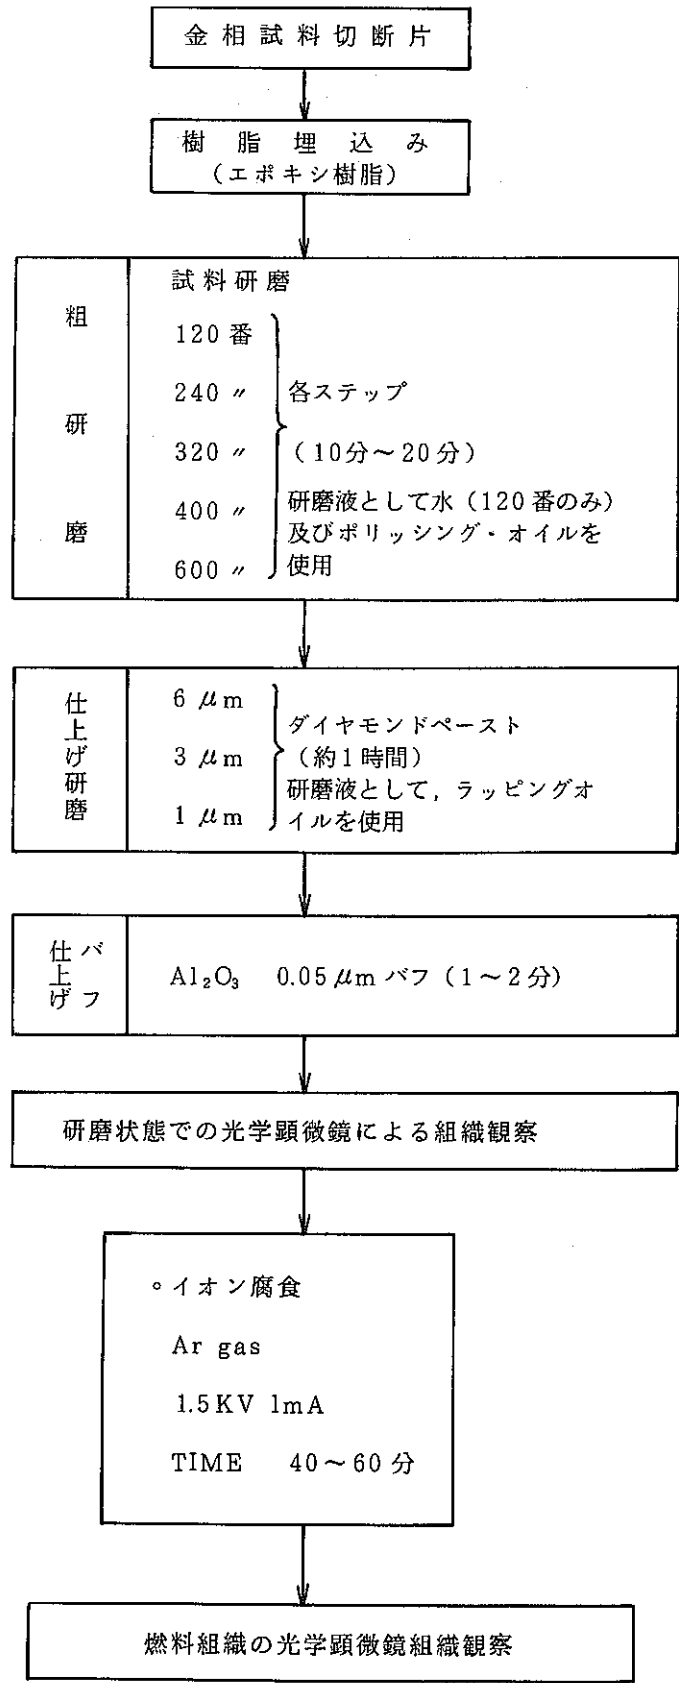 金相試料切断片
樹脂埋込み
(エポキシ樹脂)
粗研磨
試料研磨
120番
240〃
320〃
400〃
600〃
各ステップ
(10分～20分)
研磨液として水(120番のみ)
及びポリッシング・オイルを
使用
仕上げ研磨
6μm
3μm
1μm
ダイヤモンドペースト
(約1時間)
研磨液として,ラッピングオ
イルを使用
バフ
仕上げ
Al₂O₃ 0.05μmバフ(1～2分)
研磨状態での光学顕微鏡による組織観察
∘イオン腐食
Ar gas
1.5KV 1mA
TIME 40～60分
燃料組織の光学顕微鏡組織観察